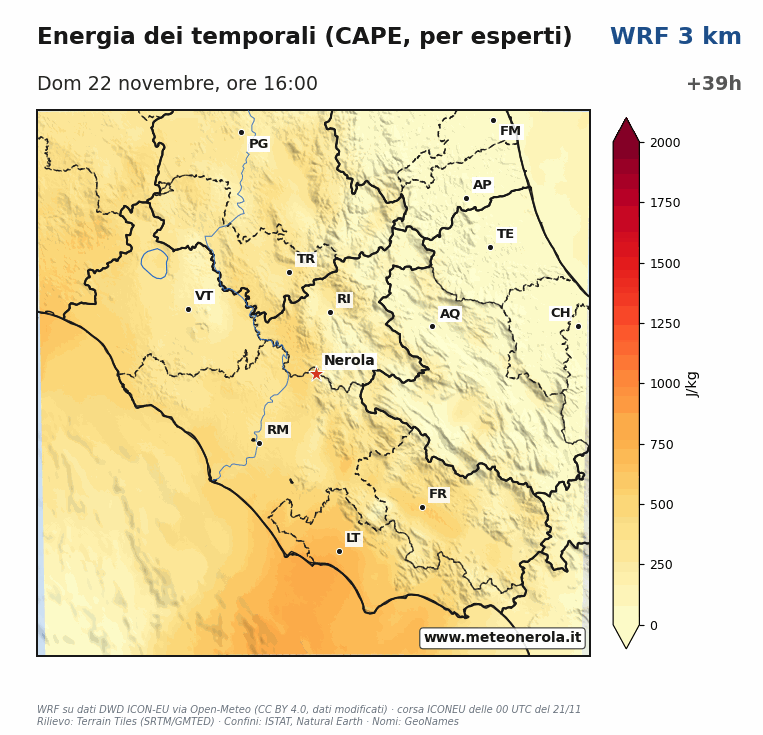 Energia dei temporali (CAPE, per esperti) WRF 3 km
Dom 22 novembre, ore 16:00 +39h
PG
FM
AP
TE
TR
VT
RI
AQ
CH
Nerola
RM
FR
LT
www.meteonerola.it
2000
1750
1500
1250
1000
750
500
250
0
J/kg
WRF su dati DWD ICON-EU via Open-Meteo (CC BY 4.0, dati modificati) · corsa ICONEU delle 00 UTC del 21/11
Rilievo: Terrain Tiles (SRTM/GMTED) · Confini: ISTAT, Natural Earth · Nomi: GeoNames